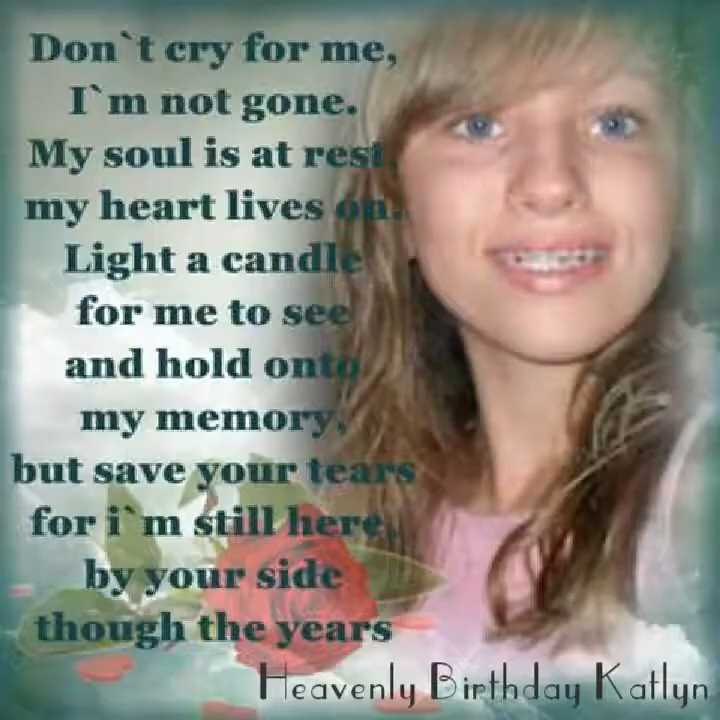 Don`t cry for me,
I`m not gone.
My soul is at rest,
my heart lives on.
Light a candle
for me to see
and hold onto
my memory,
but save your tears
for i`m still here,
by your side
though the years
Heavenly Birthday Katlyn